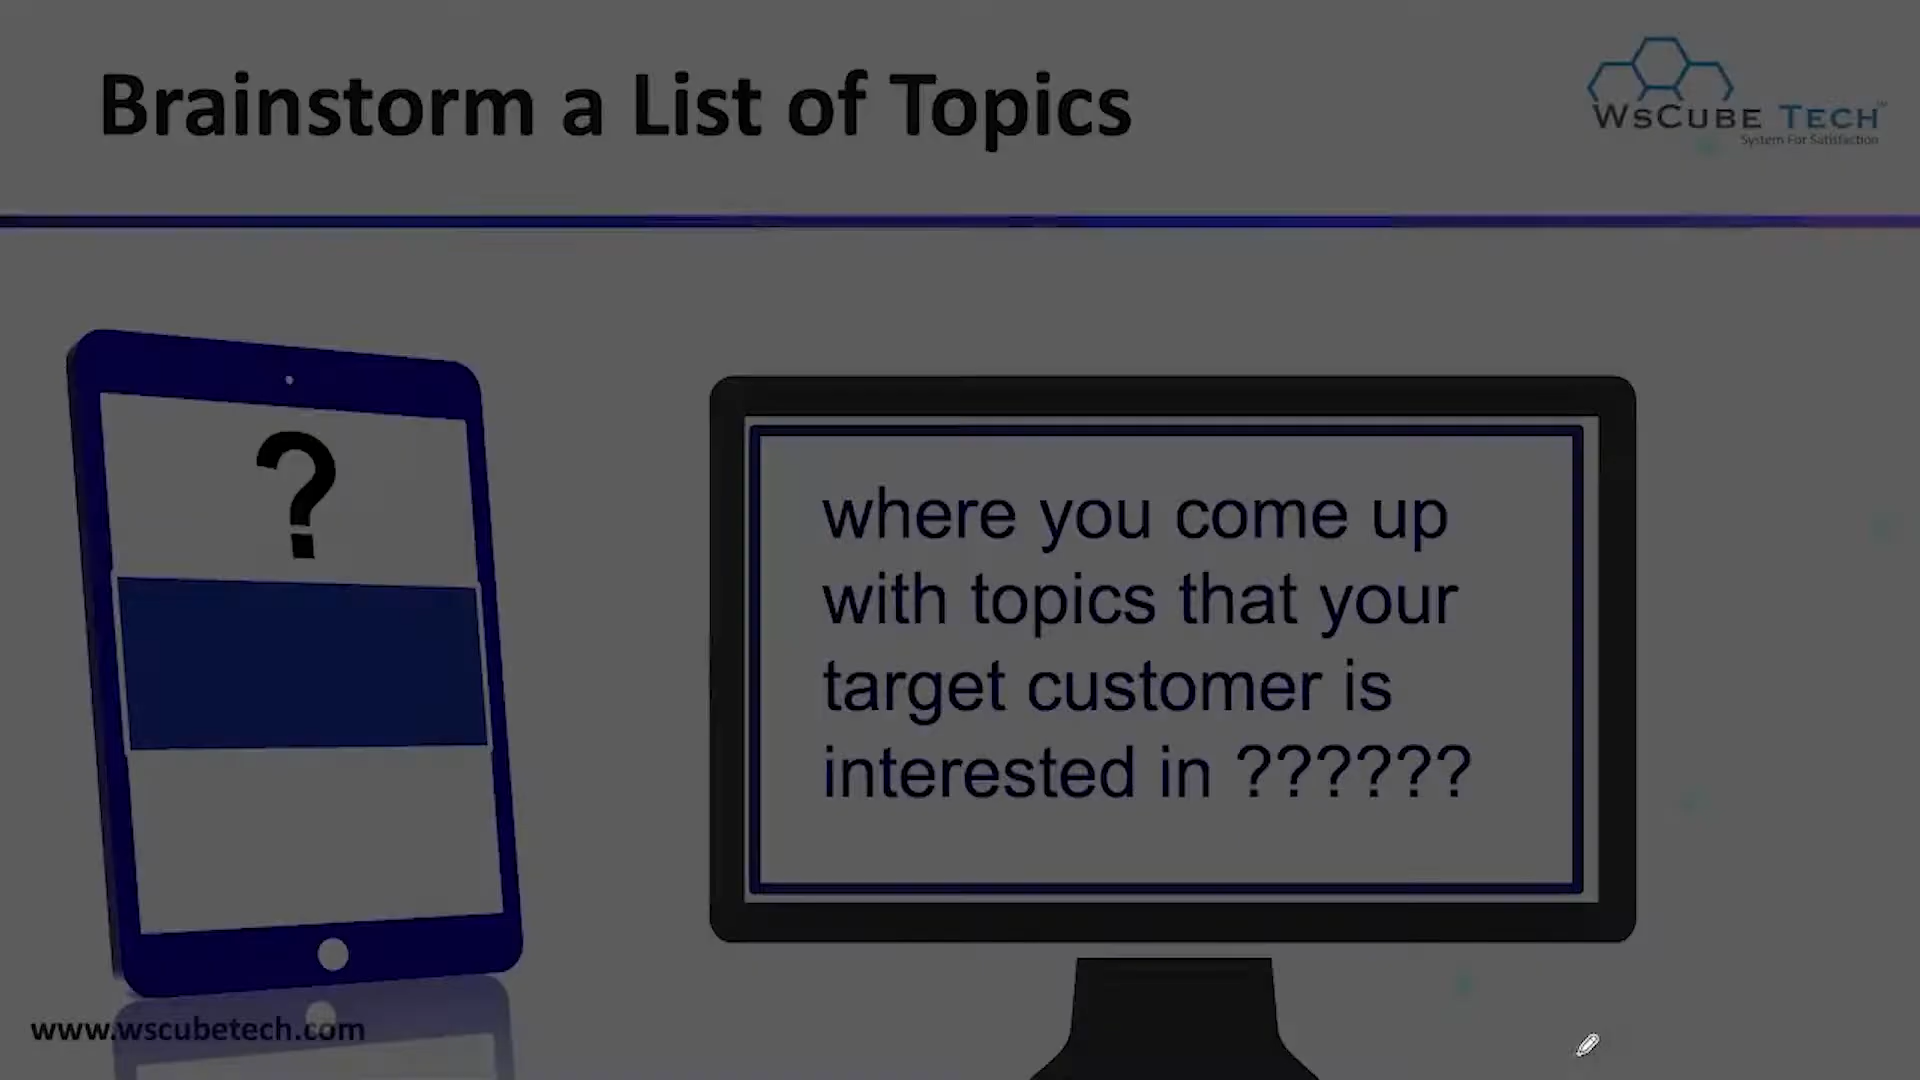 Brainstorm a List of Topics
WSCUBE TECH™
System For Satisfaction
?
where you come up
with topics that your
target customer is
interested in ??????
www.wscubetech.com